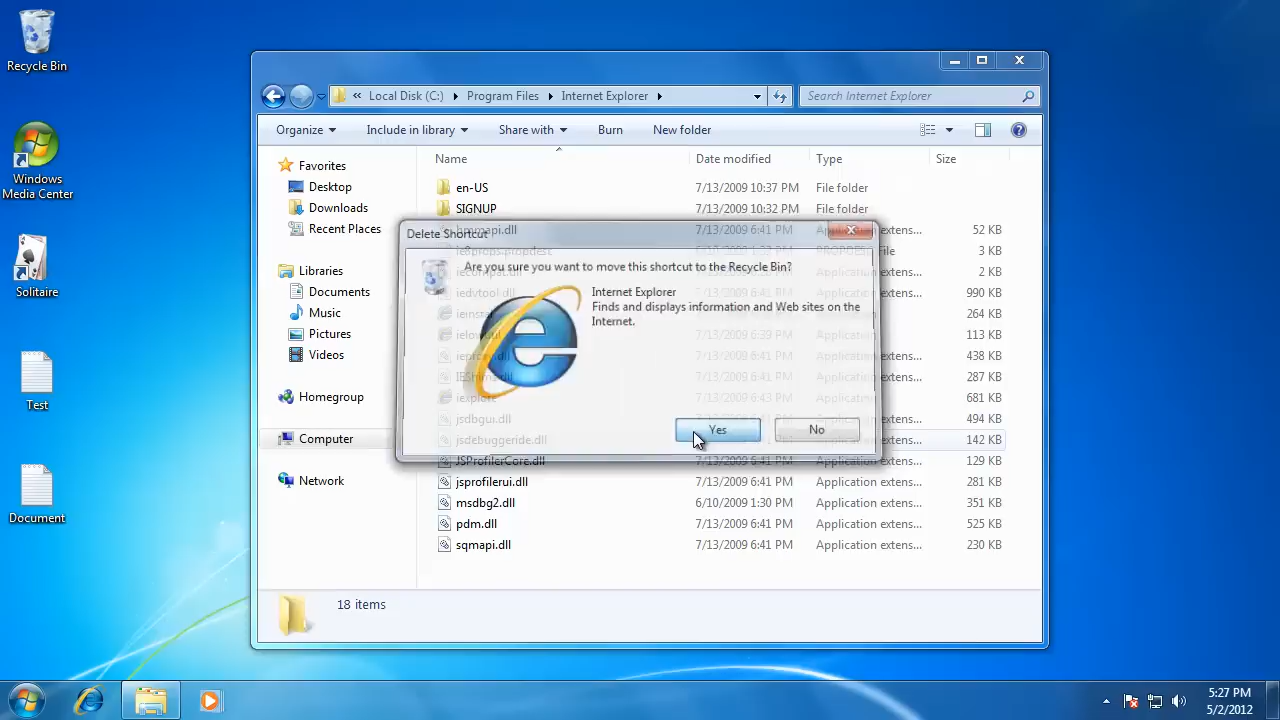 Recycle Bin
Windows
Media Center
Solitaire
Test
Document
« Local Disk (C:) Program Files Internet Explorer
Search Internet Explorer
Organize Include in library Share with Burn New folder
Favorites
Desktop
Downloads
Recent Places
Libraries
Documents
Music
Pictures
Videos
Homegroup
Computer
Network
Name Date modified Type Size
en-US 7/13/2009 10:37 PM File folder
SIGNUP 7/13/2009 10:32 PM File folder
52 KB
3 KB
2 KB
990 KB
264 KB
113 KB
438 KB
287 KB
681 KB
494 KB
142 KB
Delete Shortcut
Are you sure you want to move this shortcut to the Recycle Bin?
Internet Explorer
Finds and displays information and Web sites on the
Internet.
Yes No
jsdbgui.dll
jsdebuggeride.dll
JSProfilerCore.dll 7/13/2009 6:41 PM Application extens... 129 KB
jsprofilerui.dll 7/13/2009 6:41 PM Application extens... 281 KB
msdbg2.dll 6/10/2009 1:30 PM Application extens... 351 KB
pdm.dll 7/13/2009 6:41 PM Application extens... 525 KB
sqmapi.dll 7/13/2009 6:41 PM Application extens... 230 KB
18 items
5:27 PM
5/2/2012